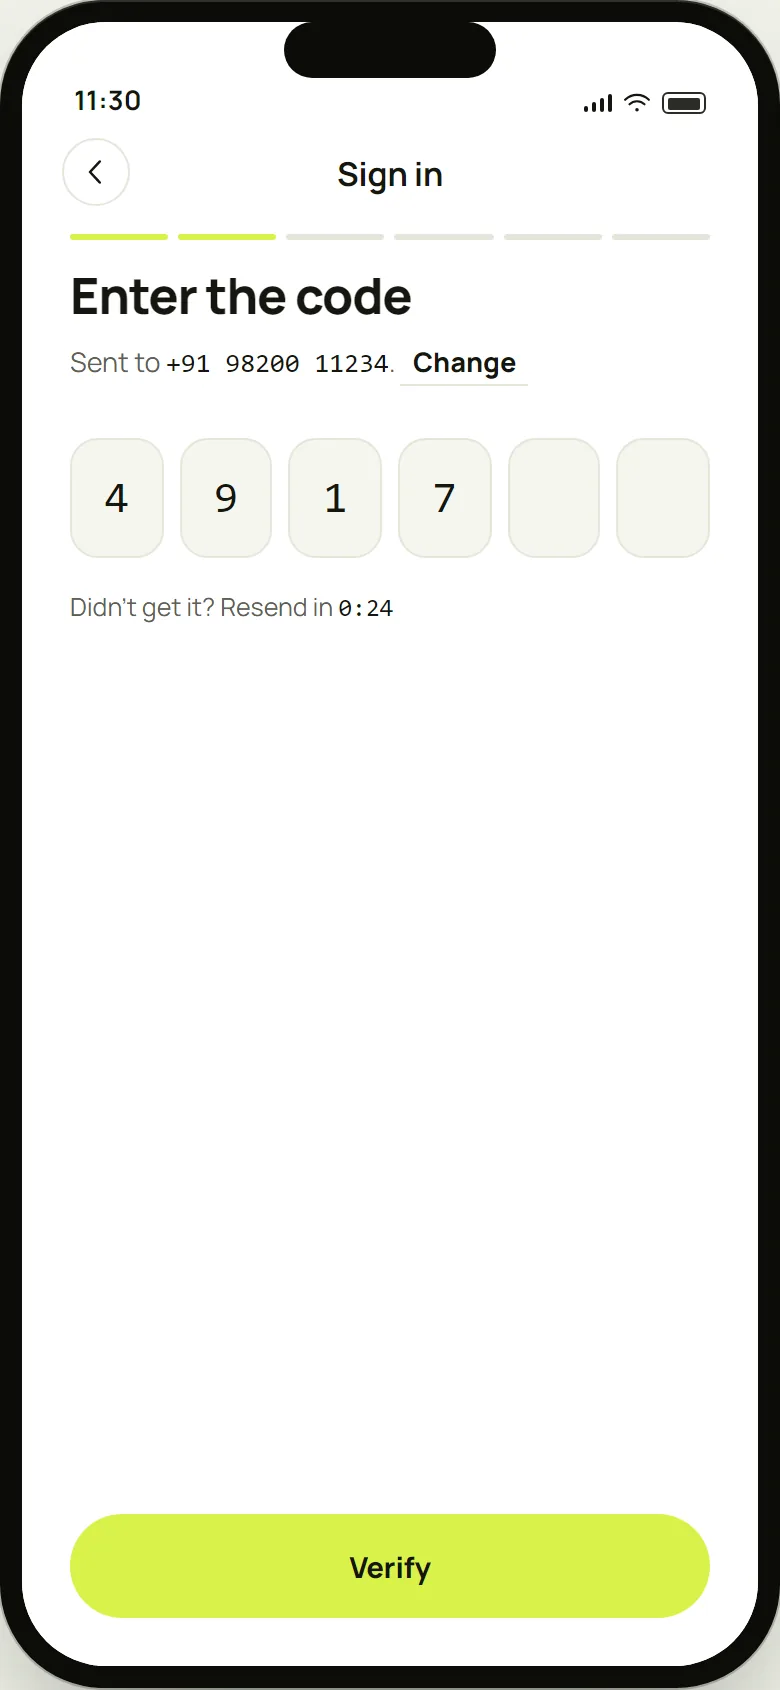 11:30
Sign in
Enter the code
Sent to +91 98200 11234. Change
4 9 1 7
Didn’t get it? Resend in 0:24
Verify